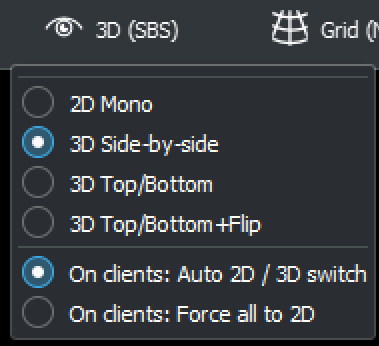 3D (SBS) Grid (
2D Mono
3D Side-by-side
3D Top/Bottom
3D Top/Bottom+Flip
On clients: Auto 2D / 3D switch
On clients: Force all to 2D